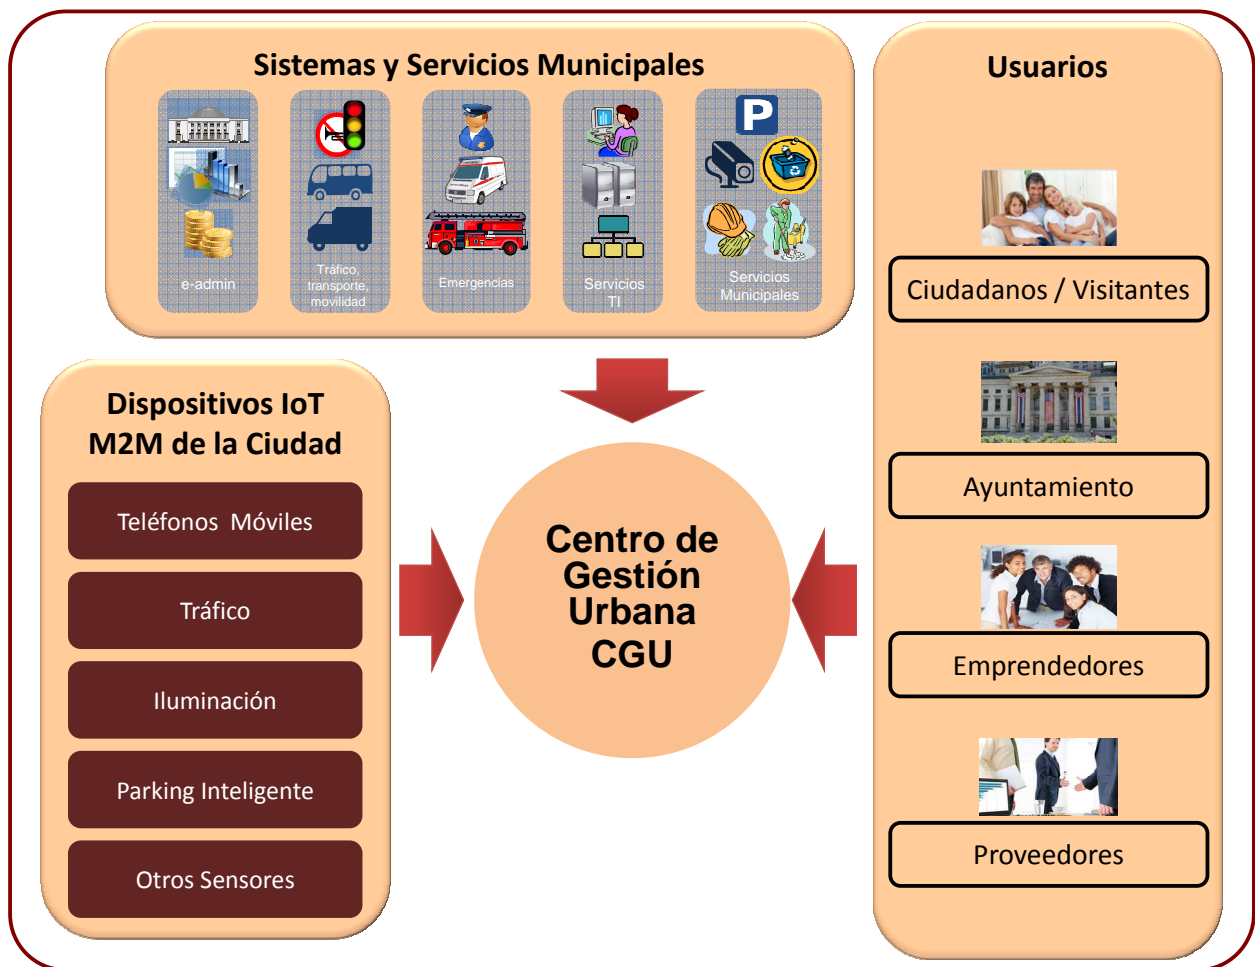 Sistemas y Servicios Municipales
e-admin
Tráfico,
transporte,
movilidad
Emergencias
Servicios
TI
P
Servicios
Municipales
Usuarios
Ciudadanos / Visitantes
Ayuntamiento
Emprendedores
Proveedores
Dispositivos IoT
M2M de la Ciudad
Teléfonos Móviles
Tráfico
Iluminación
Parking Inteligente
Otros Sensores
Centro de
Gestión
Urbana
CGU